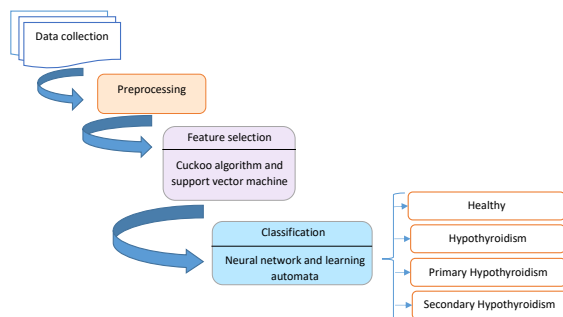 Data collection
Preprocessing
Feature selection
Cuckoo algorithm and
support vector machine
Classification
Neural network and learning
automata
Healthy
Hypothyroidism
Primary Hypothyroidism
Secondary Hypothyroidism